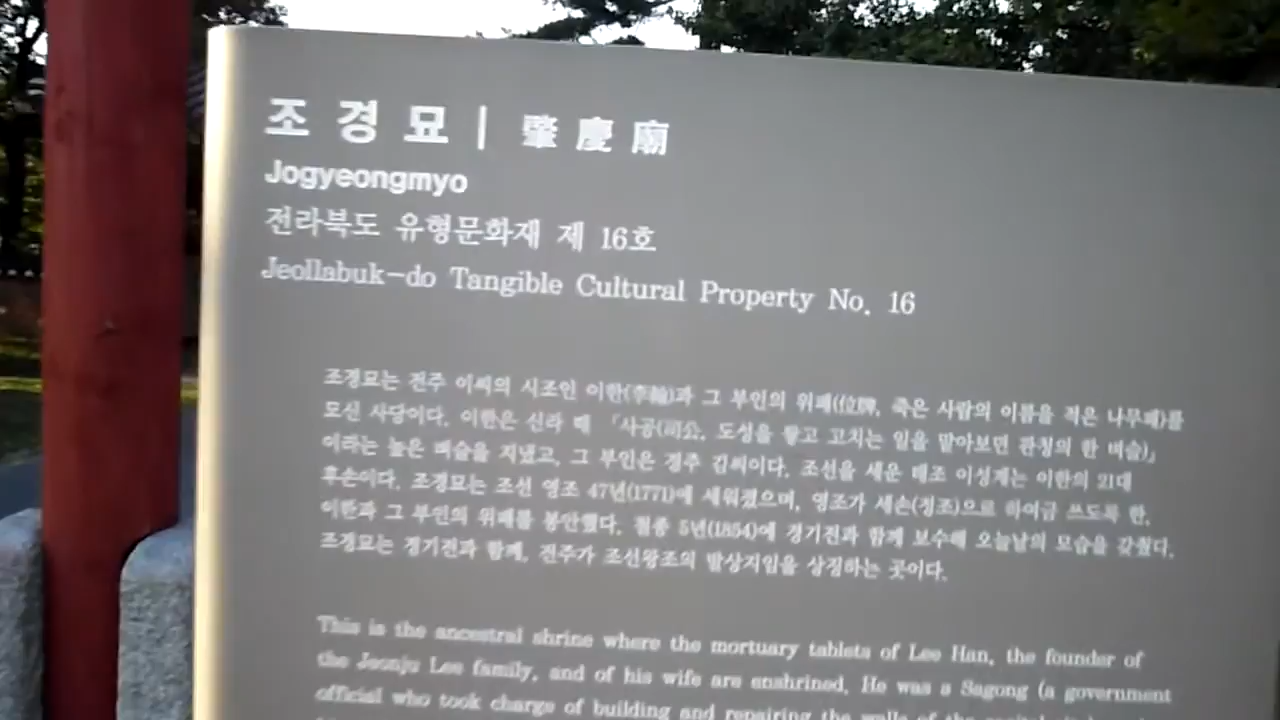 조경묘 | 肇慶廟
Jogyeongmyo
전라북도 유형문화재 제 16호
Jeollabuk-do Tangible Cultural Property No. 16
조경묘는 전주 이씨의 시조인 이한(李翰)과 그 부인의 위패(位牌, 죽은 사람의 이름을 적은 나무패)를
모신 사당이다. 이한은 신라 때 「사공(司公, 도성을 쌓고 고치는 일을 맡아보던 관청의 한 벼슬)」
이라는 높은 벼슬을 지냈고, 그 부인은 경주 김씨이다. 조선을 세운 태조 이성계는 이한의 21대
후손이다. 조경묘는 조선 영조 47년(1771)에 세워졌으며, 영조가 세손(정조)으로 하여금 쓰도록 한,
이한과 그 부인의 위패를 봉안했다. 철종 5년(1854)에 경기전과 함께 보수해 오늘날의 모습을 갖췄다.
조경묘는 경기전과 함께, 전주가 조선왕조의 발상지임을 상징하는 곳이다.
This is the ancestral shrine where the mortuary tablets of Lee Han, the founder of
the Jeonju Lee family, and of his wife are enshrined. He was a Sagong (a government
official who took charge of building and repairing the walls of the